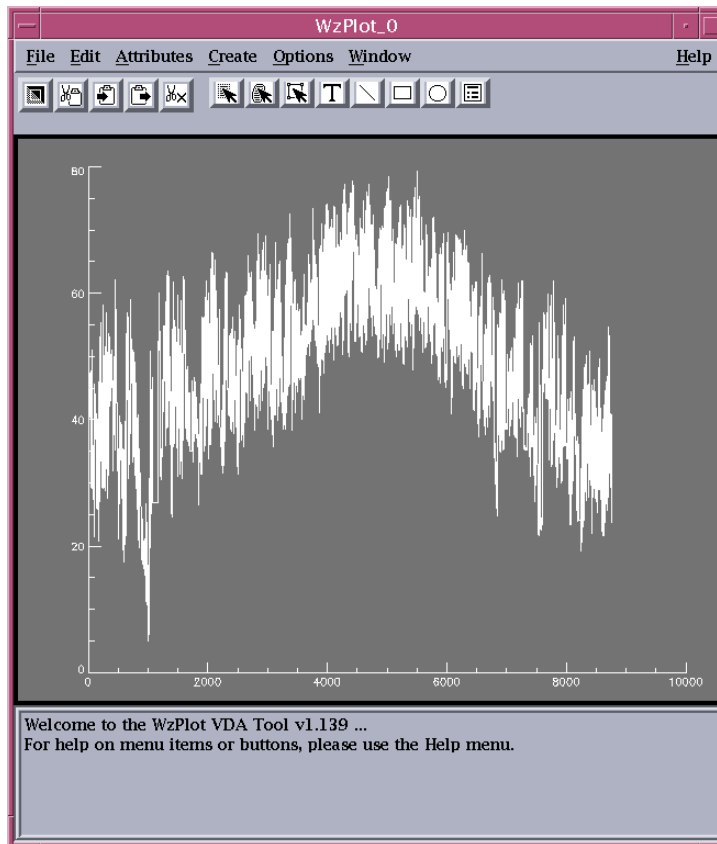 WzPlot_0
File Edit Attributes Create Options Window Help
T
80
60
40
20
0
0 2000 4000 6000 8000 10000
Welcome to the WzPlot VDA Tool v1.139 ...
For help on menu items or buttons, please use the Help menu.